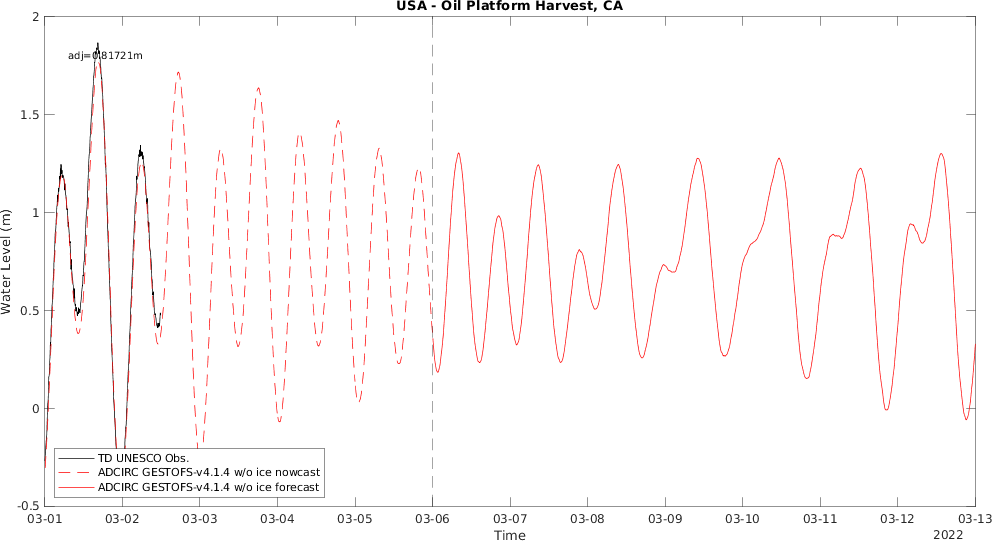 USA - Oil Platform Harvest, CA
adj=0.81721m
2
1.5
1
0.5
0
-0.5
Water Level (m)
TD UNESCO Obs.
ADCIRC GESTOFS-v4.1.4 w/o ice nowcast
ADCIRC GESTOFS-v4.1.4 w/o ice forecast
03-01 03-02 03-03 03-04 03-05 03-06 03-07 03-08 03-09 03-10 03-11 03-12 03-13
Time
2022